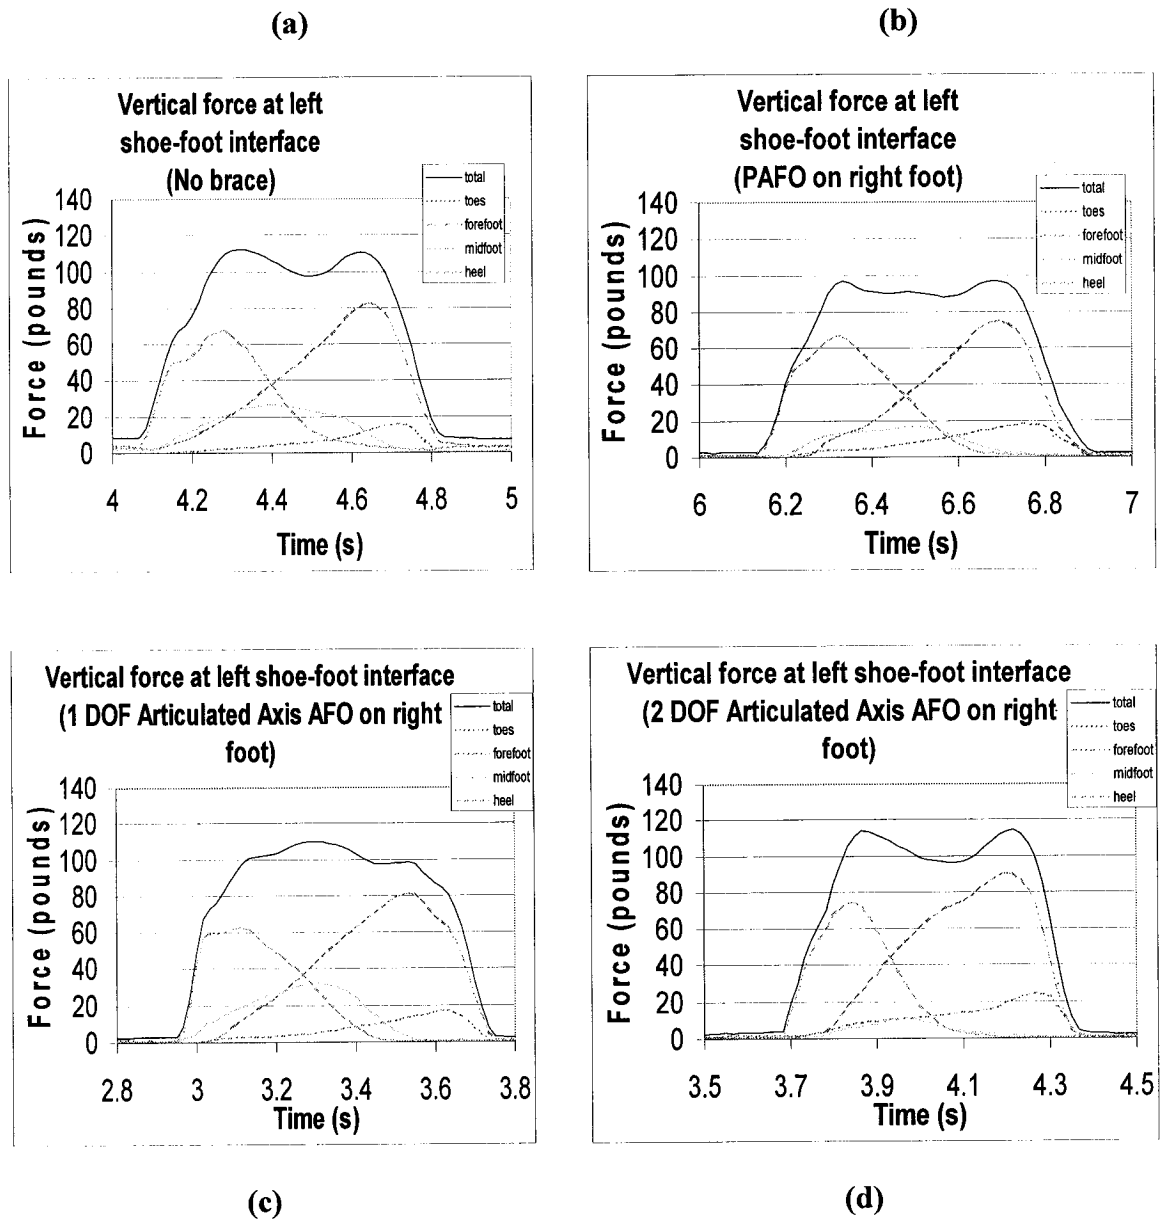 (a)
(b)
Vertical force at left
shoe-foot interface
(No brace)
total
toes
forefoot
midfoot
heel
140
120
100
80
60
40
20
0
Force (pounds)
4 4.2 4.4 4.6 4.8 5
Time (s)
Vertical force at left
shoe-foot interface
(PAFO on right foot)
total
toes
forefoot
midfoot
heel
140
120
100
80
60
40
20
0
Force (pounds)
6 6.2 6.4 6.6 6.8 7
Time (s)
Vertical force at left shoe-foot interface
(1 DOF Articulated Axis AFO on right
foot)
total
toes
forefoot
midfoot
heel
140
120
100
80
60
40
20
0
Force (pounds)
2.8 3 3.2 3.4 3.6 3.8
Time (s)
Vertical force at left shoe-foot interface
(2 DOF Articulated Axis AFO on right
foot)
total
toes
forefoot
midfoot
heel
140
120
100
80
60
40
20
0
Force (pounds)
3.5 3.7 3.9 4.1 4.3 4.5
Time (s)
(c)
(d)